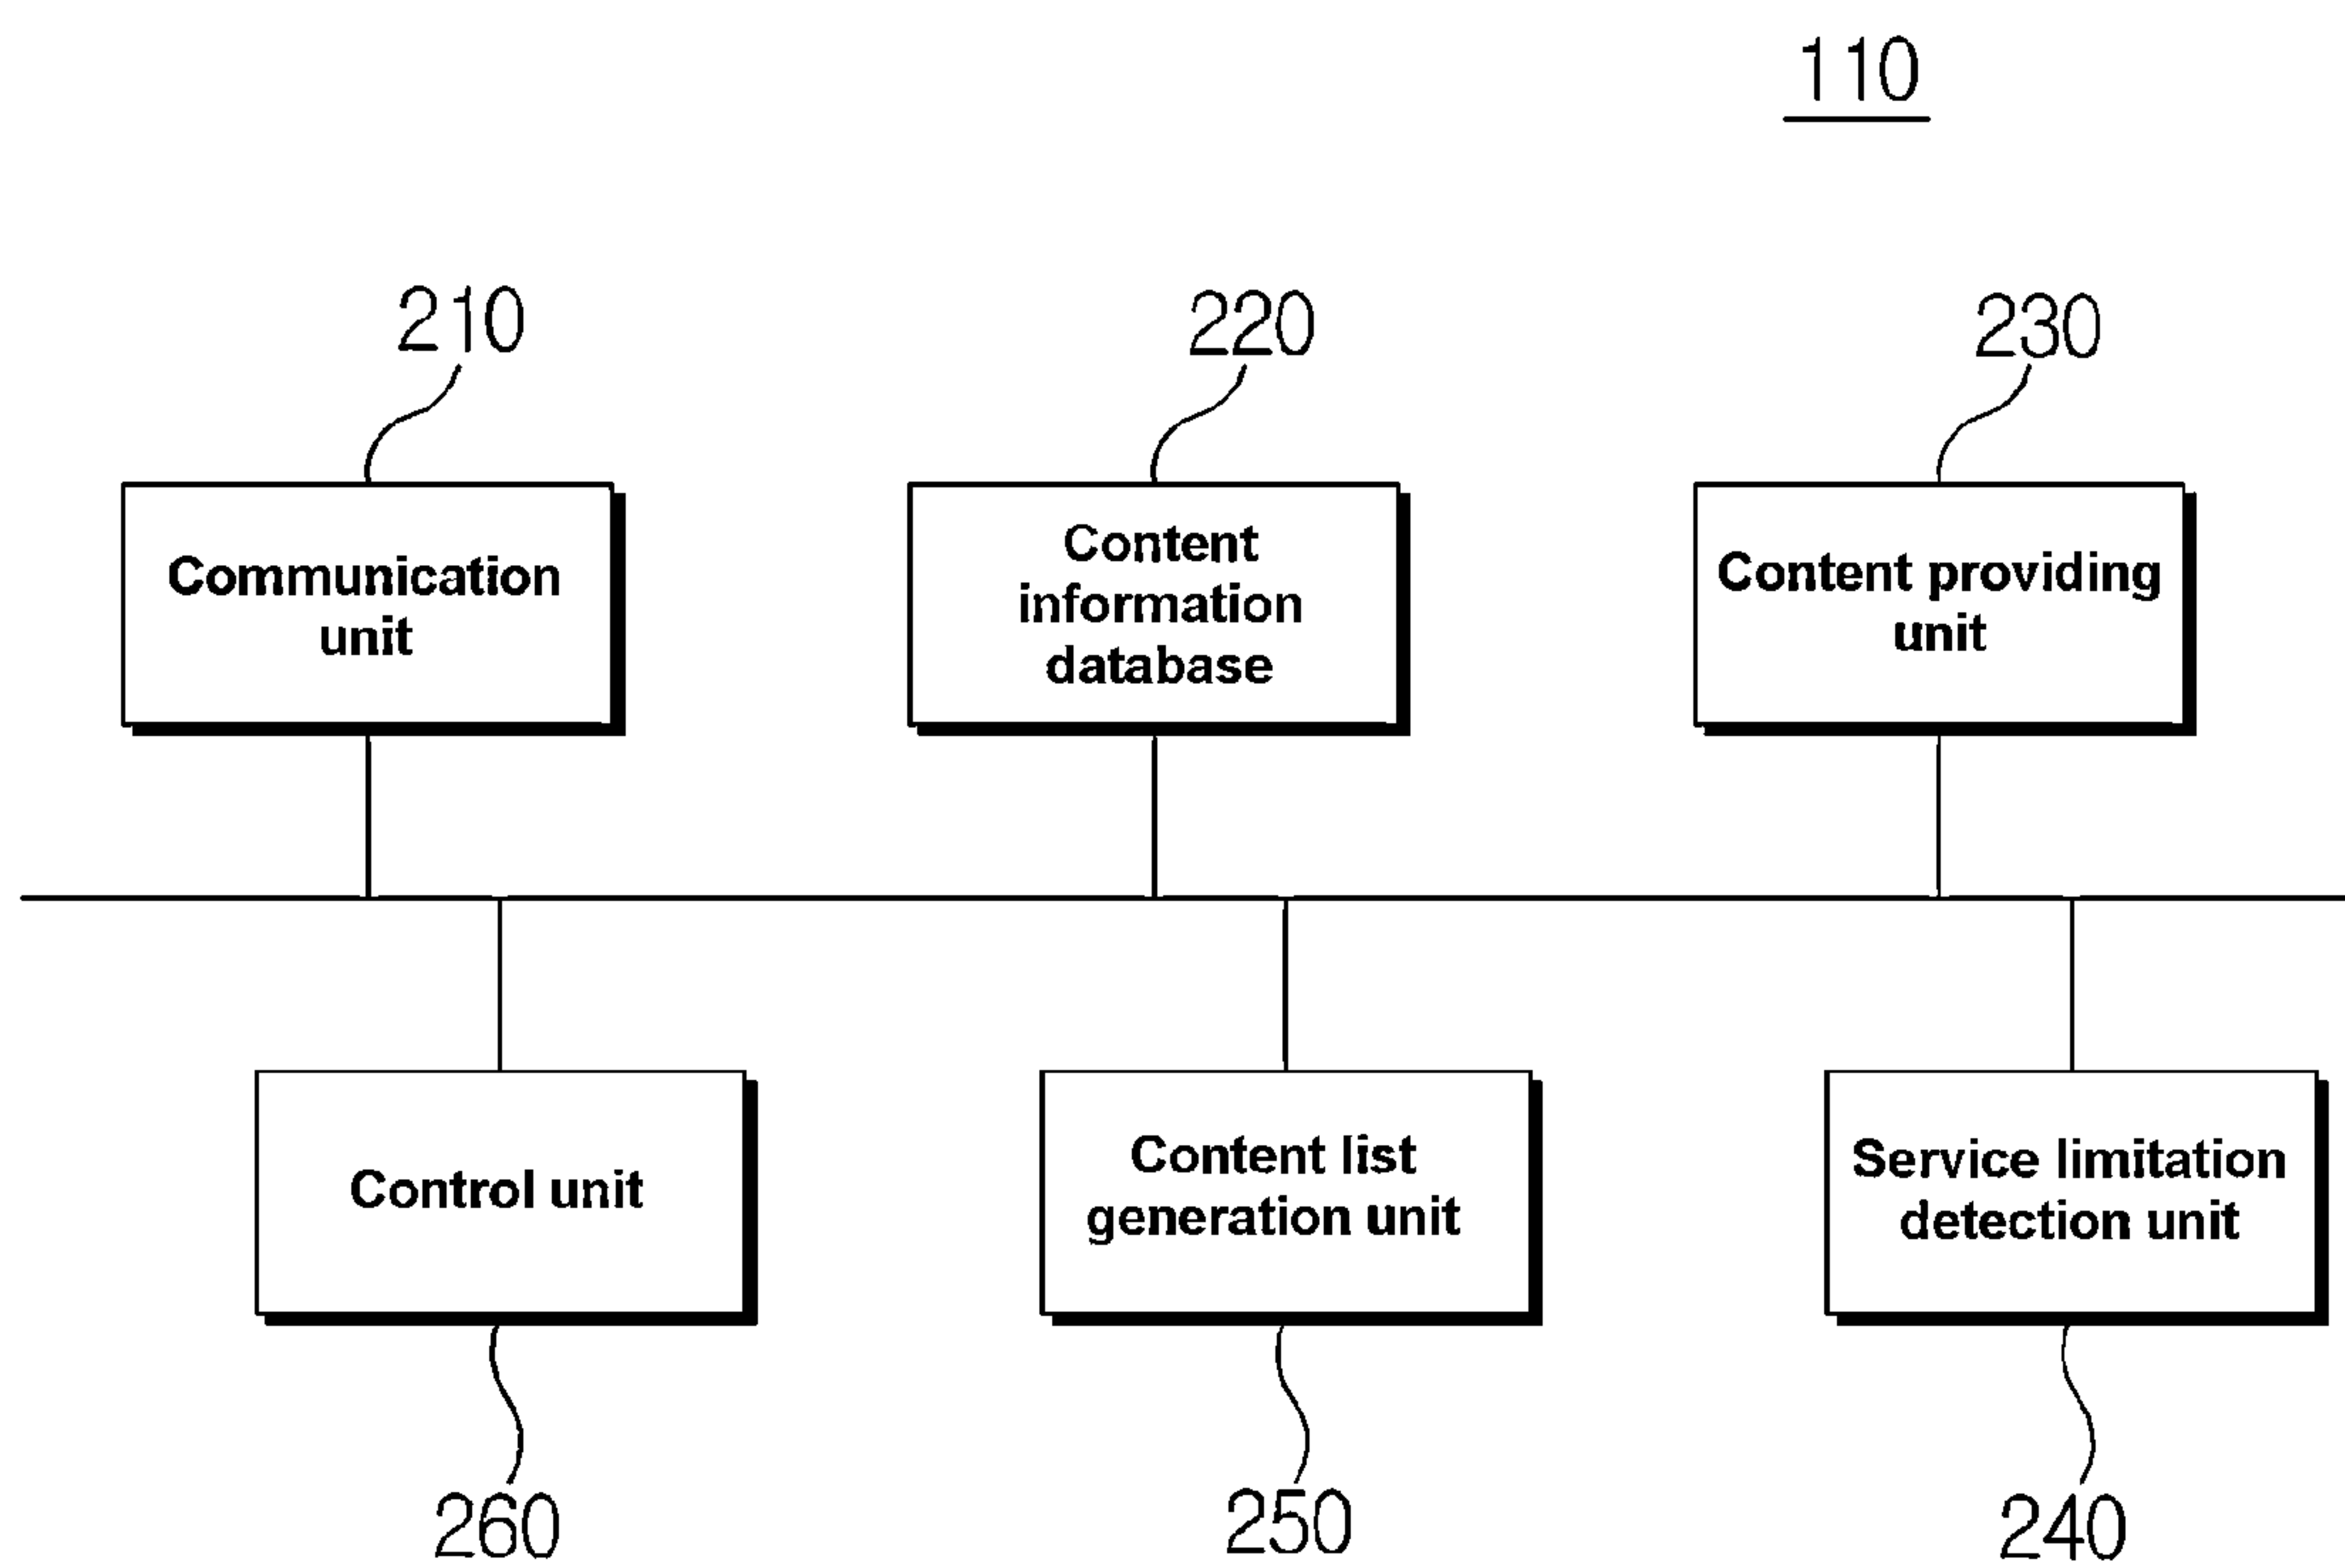 110
210
220
230
Communication
unit
Content
information
database
Content providing
unit
Control unit
Content list
generation unit
Service limitation
detection unit
260
250
240